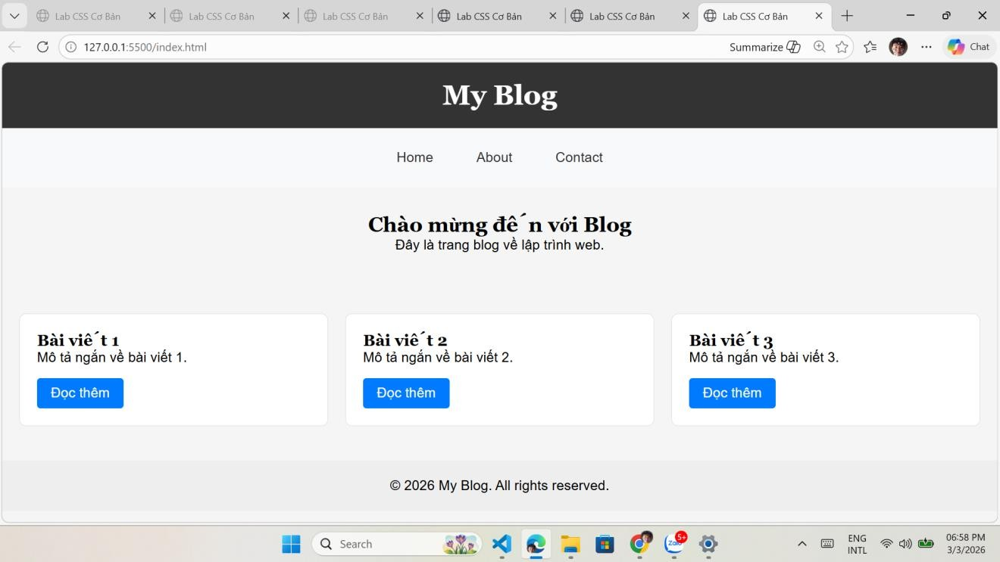 Lab CSS Cơ Bản
Lab CSS Cơ Bản
Lab CSS Cơ Bản
Lab CSS Cơ Bản
Lab CSS Cơ Bản
Lab CSS Cơ Bản
127.0.0.1:5500/index.html
Summarize
Chat
My Blog
Home About Contact
Chào mừng đến với Blog
Đây là trang blog về lập trình web.
Bài viết 1
Mô tả ngắn về bài viết 1.
Đọc thêm
Bài viết 2
Mô tả ngắn về bài viết 2.
Đọc thêm
Bài viết 3
Mô tả ngắn về bài viết 3.
Đọc thêm
© 2026 My Blog. All rights reserved.
Search
Zalo
5+
ENG
INTL
06:58 PM
3/3/2026